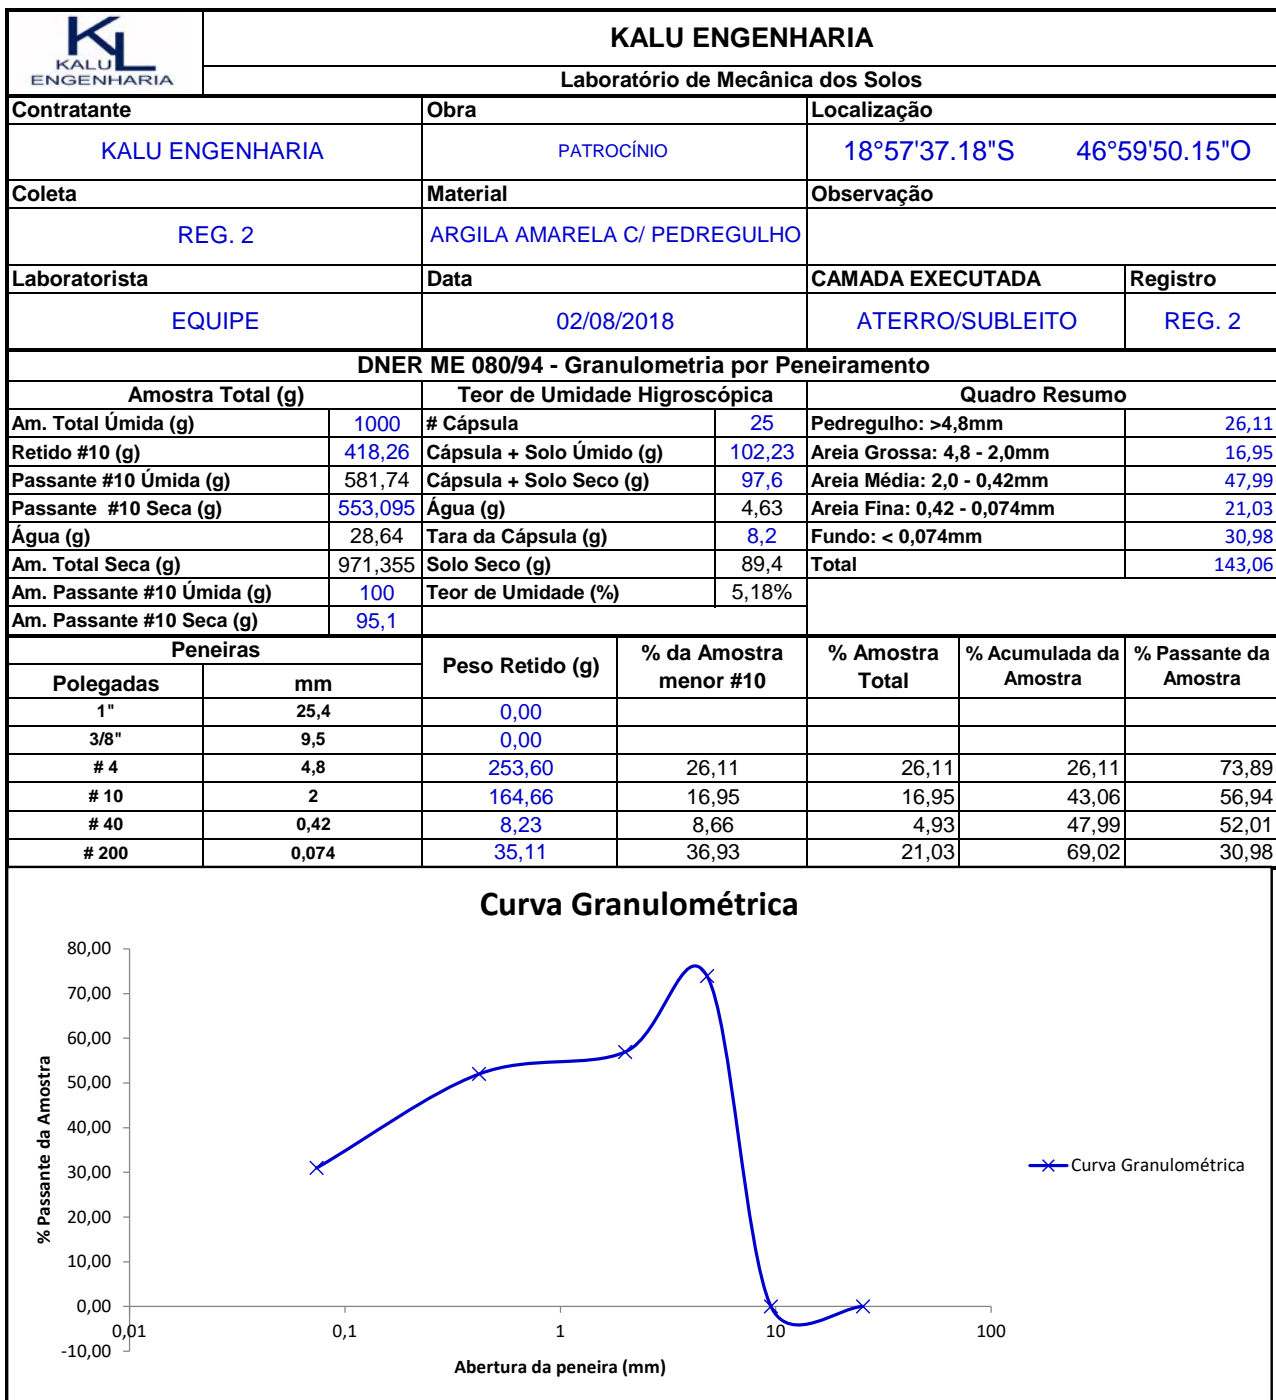 KL
KALU
ENGENHARIA
KALU ENGENHARIA
Laboratório de Mecânica dos Solos
Contratante Obra Localização
KALU ENGENHARIA PATROCÍNIO 18°57'37.18"S 46°59'50.15"O
Coleta Material Observação
REG. 2 ARGILA AMARELA C/ PEDREGULHO
Laboratorista Data CAMADA EXECUTADA Registro
EQUIPE 02/08/2018 ATERRO/SUBLEITO REG. 2
DNER ME 080/94 - Granulometria por Peneiramento
Amostra Total (g) Teor de Umidade Higroscópica Quadro Resumo
Am. Total Úmida (g) 1000 # Cápsula 25 Pedregulho: >4,8mm 26,11
Retido #10 (g) 418,26 Cápsula + Solo Úmido (g) 102,23 Areia Grossa: 4,8 - 2,0mm 16,95
Passante #10 Úmida (g) 581,74 Cápsula + Solo Seco (g) 97,6 Areia Média: 2,0 - 0,42mm 47,99
Passante #10 Seca (g) 553,095 Água (g) 4,63 Areia Fina: 0,42 - 0,074mm 21,03
Água (g) 28,64 Tara da Cápsula (g) 8,2 Fundo: < 0,074mm 30,98
Am. Total Seca (g) 971,355 Solo Seco (g) 89,4 Total 143,06
Am. Passante #10 Úmida (g) 100 Teor de Umidade (%) 5,18%
Am. Passante #10 Seca (g) 95,1
Peneiras Peso Retido (g) % da Amostra menor #10 % Amostra Total % Acumulada da Amostra % Passante da Amostra
Polegadas mm
1" 25,4 0,00
3/8" 9,5 0,00
# 4 4,8 253,60 26,11 26,11 26,11 73,89
# 10 2 164,66 16,95 16,95 43,06 56,94
# 40 0,42 8,23 8,66 4,93 47,99 52,01
# 200 0,074 35,11 36,93 21,03 69,02 30,98
Curva Granulométrica
% Passante da Amostra
80,00
70,00
60,00
50,00
40,00
30,00
20,00
10,00
0,00
-10,00
0,01 0,1 1 10 100
Abertura da peneira (mm)
Curva Granulométrica